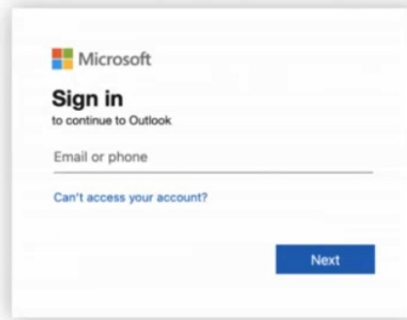 Microsoft
Sign in
to continue to Outlook
Email or phone
Can't access your account?
Next